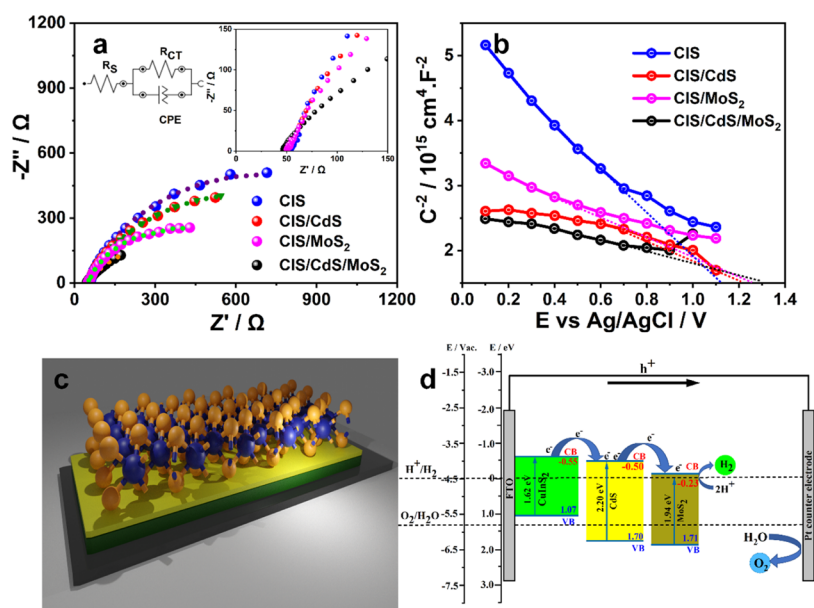 a
-Z'' / Ω
1200
900
600
300
0
0
300
600
900
1200
Z' / Ω
R_S
R_CT
CPE
-Z'' / Ω
150
100
50
0
0
50
100
150
Z' / Ω
CIS
CIS/CdS
CIS/MoS₂
CIS/CdS/MoS₂
b
C⁻² / 10¹⁵ cm⁴.F⁻²
5
4
3
2
2
0.0
0.2
0.4
0.6
0.8
1.0
1.2
1.4
E vs Ag/AgCl / V
CIS
CIS/CdS
CIS/MoS₂
CIS/CdS/MoS₂
c
d
E / Vac.
E / eV
-1.5
-2.5
-3.5
-4.5
-5.5
-6.5
-7.5
-3.0
-2.0
-1.0
0.0
1.0
2.0
3.0
H⁺/H₂
O₂/H₂O
h⁺
FTO
e⁻
e⁻
e⁻
e⁻
e⁻
e⁻
CB
-0.55
1.62 eV
CuInS₂
1.07
VB
CB
-0.50
2.20 eV
CdS
1.70
VB
CB
-0.23
1.94 eV
MoS₂
1.71
VB
H₂
2H⁺
H₂O
O₂
Pt counter electrode